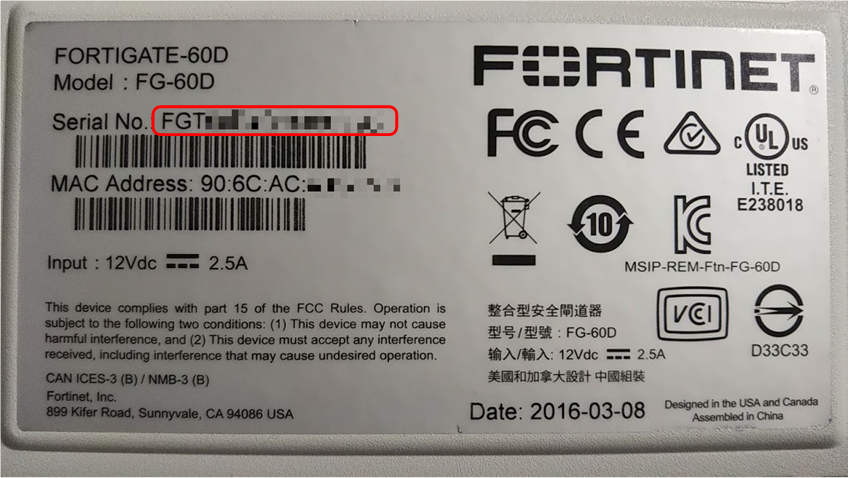 FORTIGATE-60D
Model : FG-60D
Serial No.: FGT
MAC Address: 90:6C:AC:
Input : 12Vdc 2.5A
This device complies with part 15 of the FCC Rules. Operation is
subject to the following two conditions: (1) This device may not cause
harmful interference, and (2) This device must accept any interference
received, including interference that may cause undesired operation.
CAN ICES-3 (B) / NMB-3 (B)
Fortinet, Inc.
899 Kifer Road, Sunnyvale, CA 94086 USA
FORTINET®
FC CE
C UL US
LISTED
I.T.E.
E238018
10
KC
MSIP-REM-Ftn-FG-60D
整合型安全閘道器
型号/型號 : FG-60D
输入/輸入: 12Vdc 2.5A
美國和加拿大設計 中國組裝
VCI
D33C33
Date: 2016-03-08
Designed in the USA and Canada
Assembled in China